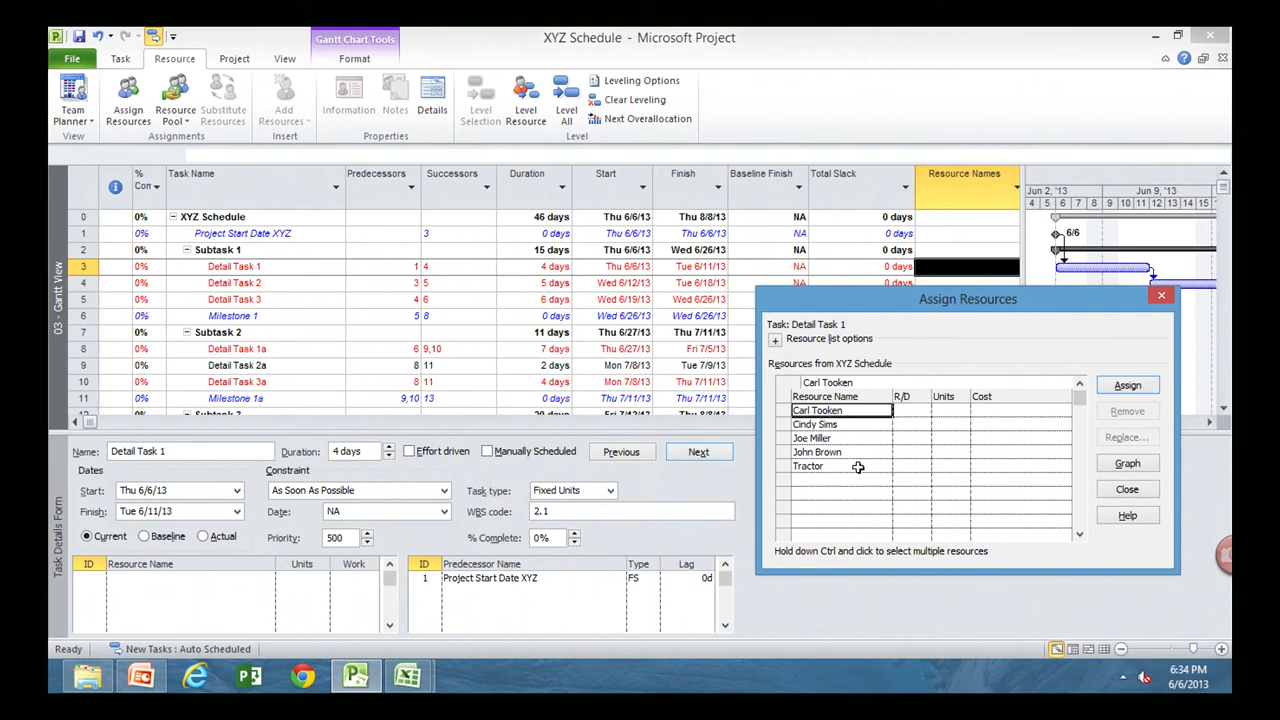 Gantt Chart Tools
XYZ Schedule - Microsoft Project
File Task Resource Project View Format
Team Planner
Assign Resources
Resource Pool
Substitute Resources
Add Resources
Information
Notes
Details
Level Selection
Level Resource
Level All
Leveling Options
Clear Leveling
Next Overallocation
View Assignments Insert Properties Level
% Com Task Name Predecessors Successors Duration Start Finish Baseline Finish Total Slack Resource Names
Jun 2, '13 Jun 9, '13
4 5 6 7 8 9 10 11 12 13 14 15
0 0% XYZ Schedule 46 days Thu 6/6/13 Thu 8/8/13 NA 0 days
1 0% Project Start Date XYZ 3 0 days Thu 6/6/13 Thu 6/6/13 NA 0 days 6/6
2 0% Subtask 1 15 days Thu 6/6/13 Wed 6/26/13 NA 0 days
3 0% Detail Task 1 1 4 4 days Thu 6/6/13 Tue 6/11/13 NA 0 days
4 0% Detail Task 2 3 5 5 days Wed 6/12/13 Tue 6/18/13 NA 0 days
5 0% Detail Task 3 4 6 6 days Wed 6/19/13 Wed 6/26/13
6 0% Milestone 1 5 8 0 days Wed 6/26/13 Wed 6/26/13
7 0% Subtask 2 11 days Thu 6/27/13 Thu 7/11/13
8 0% Detail Task 1a 6 9,10 7 days Thu 6/27/13 Fri 7/5/13
9 0% Detail Task 2a 8 11 2 days Mon 7/8/13 Tue 7/9/13
10 0% Detail Task 3a 8 11 4 days Mon 7/8/13 Thu 7/11/13
11 0% Milestone 1a 9,10 13 0 days Thu 7/11/13 Thu 7/11/13
03 - Gantt View
Assign Resources
Task: Detail Task 1
+ Resource list options
Resources from XYZ Schedule
Carl Tooken
Resource Name R/D Units Cost
Carl Tooken
Cindy Sims
Joe Miller
John Brown
Tractor
Assign
Remove
Replace...
Graph
Close
Help
Hold down Ctrl and click to select multiple resources
Name: Detail Task 1 Duration: 4 days Effort driven Manually Scheduled Previous Next
Dates Constraint
Start: Thu 6/6/13 As Soon As Possible Task type: Fixed Units
Finish: Tue 6/11/13 Date: NA WBS code: 2.1
Current Baseline Actual Priority: 500 % Complete: 0%
ID Resource Name Units Work ID Predecessor Name Type Lag
1 Project Start Date XYZ FS 0d
Task Details Form
Ready New Tasks : Auto Scheduled
6:34 PM
6/6/2013